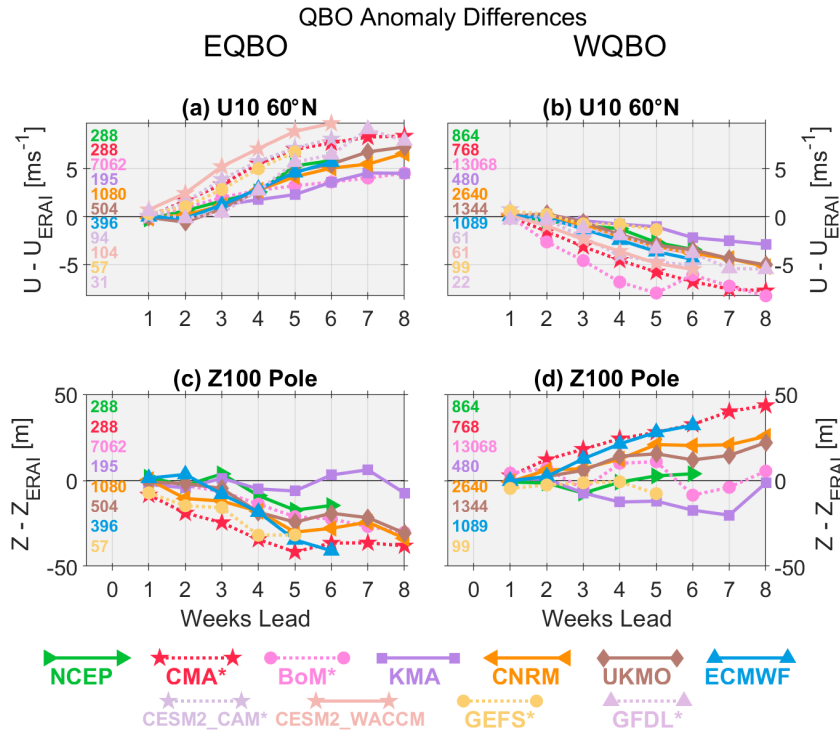 QBO Anomaly Differences
EQBO WQBO
(a) U10 60°N (b) U10 60°N
U - U_ERAI [ms⁻¹] U - U_ERAI [ms⁻¹]
5 0 -5
288
288
7062
195
1080
504
396
94
104
57
31
1 2 3 4 5 6 7 8
864
768
13068
480
2640
1344
1089
61
61
99
22
5 0 -5
1 2 3 4 5 6 7 8
(c) Z100 Pole (d) Z100 Pole
Z - Z_ERAI [m] Z - Z_ERAI [m]
50 0 -50
288
288
7062
195
1080
504
396
57
0 1 2 3 4 5 6 7 8
Weeks Lead
864
768
13068
480
2640
1344
1089
99
50 0 -50
0 1 2 3 4 5 6 7 8
Weeks Lead
NCEP CMA* BoM* KMA CNRM UKMO ECMWF
CESM2_CAM* CESM2_WACCM GEFS* GFDL*